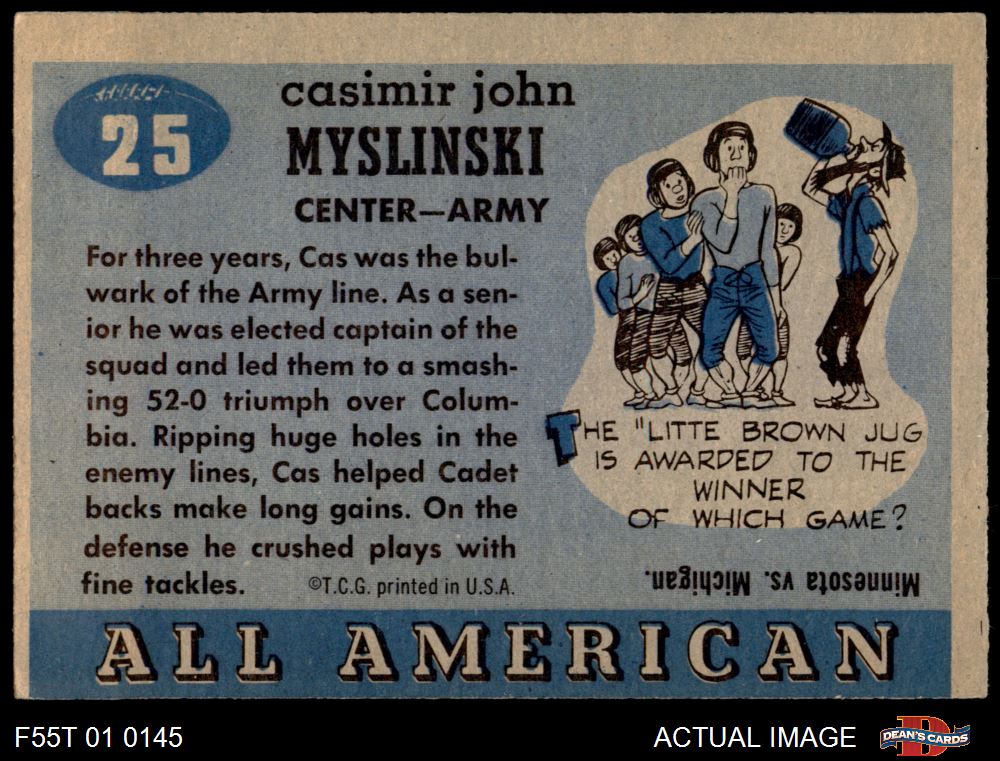 25
casimir john
MYSLINSKI
CENTER—ARMY
For three years, Cas was the bul-
wark of the Army line. As a sen-
ior he was elected captain of the
squad and led them to a smash-
ing 52-0 triumph over Colum-
bia. Ripping huge holes in the
enemy lines, Cas helped Cadet
backs make long gains. On the
defense he crushed plays with
fine tackles.
©T.C.G. printed in U.S.A.
THE "LITTE BROWN JUG
IS AWARDED TO THE
WINNER
OF WHICH GAME?
Minnesota vs. Michigan.
ALL AMERICAN
F55T 01 0145
ACTUAL IMAGE
D
DEAN'S CARDS